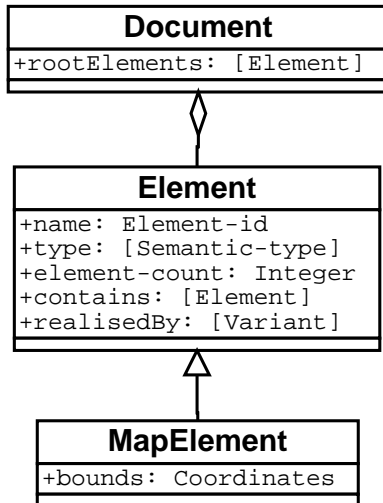 Document
+rootElements: [Element]
Element
+name: Element-id
+type: [Semantic-type]
+element-count: Integer
+contains: [Element]
+realisedBy: [Variant]
MapElement
+bounds: Coordinates